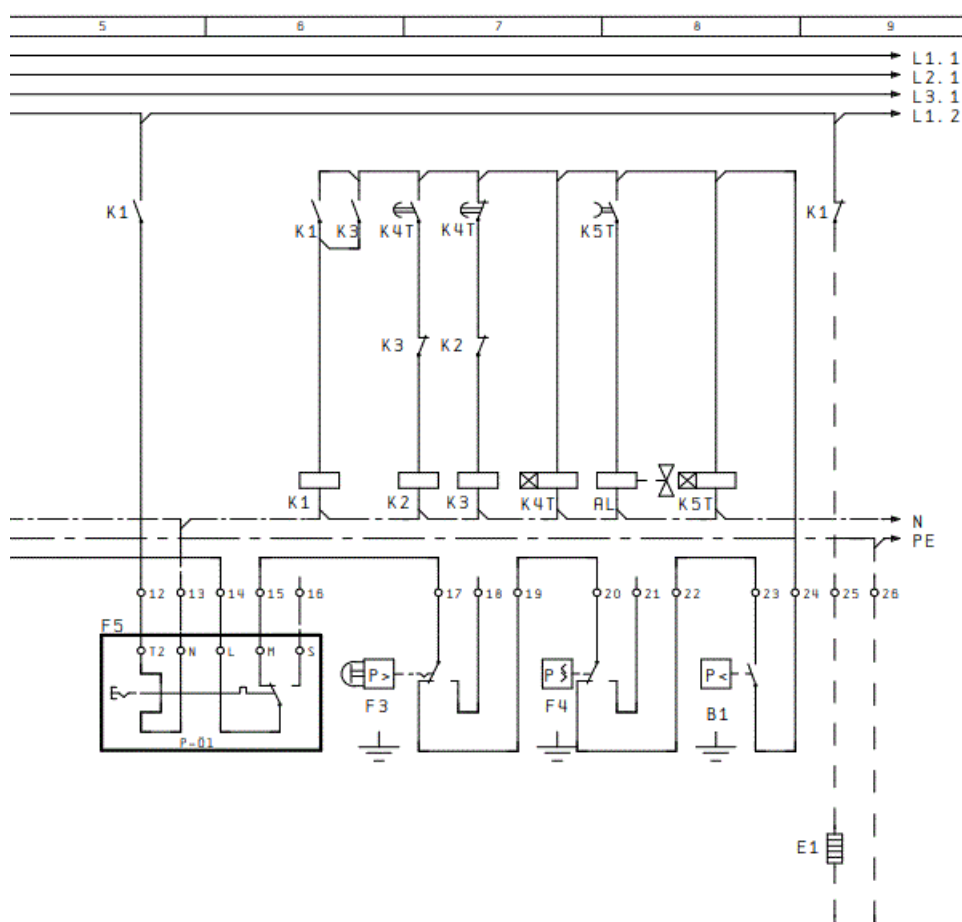 5 6 7 8 9
L1.1
L2.1
L3.1
L1.2
K1 K1 K3 K4T K4T K5T K1
K3 K2
K1 K2 K3 K4T AL K5T
N
PE
12 13 14 15 16 17 18 19 20 21 22 23 24 25 26
F5
T2 N L M S
P> P P<
F3 F4 B1
P-Öl
E1